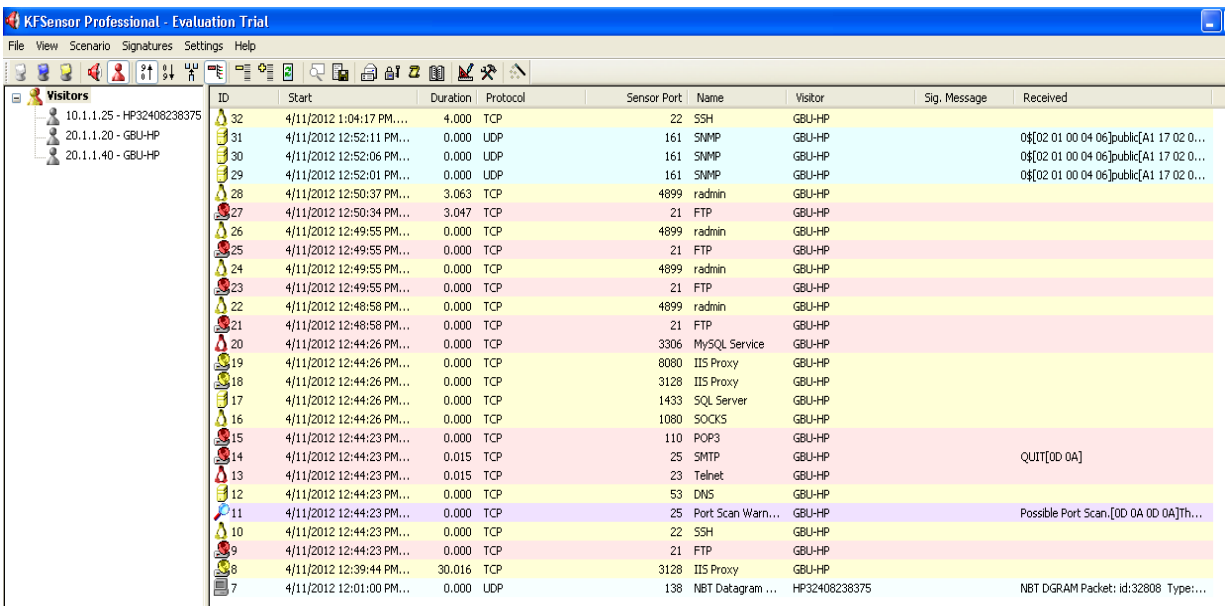 KFSensor Professional - Evaluation Trial
File View Scenario Signatures Settings Help
Visitors
10.1.1.25 - HP32408238375
20.1.1.20 - GBU-HP
20.1.1.40 - GBU-HP
ID Start Duration Protocol Sensor Port Name Visitor Sig. Message Received
32 4/11/2012 1:04:17 PM.... 4.000 TCP 22 SSH GBU-HP
31 4/11/2012 12:52:11 PM... 0.000 UDP 161 SNMP GBU-HP 0$[02 01 00 04 06]public[A1 17 02 0...
30 4/11/2012 12:52:06 PM... 0.000 UDP 161 SNMP GBU-HP 0$[02 01 00 04 06]public[A1 17 02 0...
29 4/11/2012 12:52:01 PM... 0.000 UDP 161 SNMP GBU-HP 0$[02 01 00 04 06]public[A1 17 02 0...
28 4/11/2012 12:50:37 PM... 3.063 TCP 4899 radmin GBU-HP
27 4/11/2012 12:50:34 PM... 3.047 TCP 21 FTP GBU-HP
26 4/11/2012 12:49:55 PM... 0.000 TCP 4899 radmin GBU-HP
25 4/11/2012 12:49:55 PM... 0.000 TCP 21 FTP GBU-HP
24 4/11/2012 12:49:55 PM... 0.000 TCP 4899 radmin GBU-HP
23 4/11/2012 12:49:55 PM... 0.000 TCP 21 FTP GBU-HP
22 4/11/2012 12:48:58 PM... 0.000 TCP 4899 radmin GBU-HP
21 4/11/2012 12:48:58 PM... 0.000 TCP 21 FTP GBU-HP
20 4/11/2012 12:44:26 PM... 0.000 TCP 3306 MySQL Service GBU-HP
19 4/11/2012 12:44:26 PM... 0.000 TCP 8080 IIS Proxy GBU-HP
18 4/11/2012 12:44:26 PM... 0.000 TCP 3128 IIS Proxy GBU-HP
17 4/11/2012 12:44:26 PM... 0.000 TCP 1433 SQL Server GBU-HP
16 4/11/2012 12:44:26 PM... 0.000 TCP 1080 SOCKS GBU-HP
15 4/11/2012 12:44:23 PM... 0.000 TCP 110 POP3 GBU-HP
14 4/11/2012 12:44:23 PM... 0.015 TCP 25 SMTP GBU-HP QUIT[0D 0A]
13 4/11/2012 12:44:23 PM... 0.015 TCP 23 Telnet GBU-HP
12 4/11/2012 12:44:23 PM... 0.000 TCP 53 DNS GBU-HP
11 4/11/2012 12:44:23 PM... 0.000 TCP 25 Port Scan Warn... GBU-HP Possible Port Scan.[0D 0A 0D 0A]Th...
10 4/11/2012 12:44:23 PM... 0.000 TCP 22 SSH GBU-HP
9 4/11/2012 12:44:23 PM... 0.000 TCP 21 FTP GBU-HP
8 4/11/2012 12:39:44 PM... 30.016 TCP 3128 IIS Proxy GBU-HP
7 4/11/2012 12:01:00 PM... 0.000 UDP 138 NBT Datagram ... HP32408238375 NBT DGRAM Packet: id:32808 Type:...